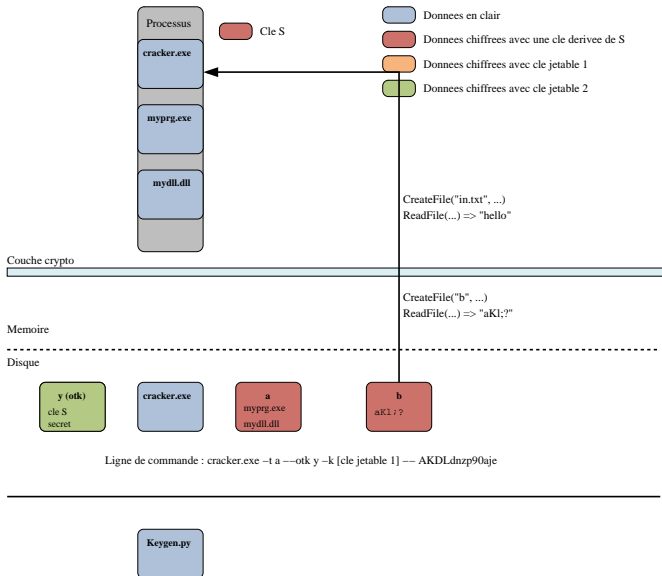 Processus
cracker.exe
myprg.exe
mydll.dll
Cle S
Donnees en clair
Donnees chiffrees avec une cle derivee de S
Donnees chiffrees avec cle jetable 1
Donnees chiffrees avec cle jetable 2
CreateFile("in.txt", ...)
ReadFile(...) => "hello"
Couche crypto
CreateFile("b", ...)
ReadFile(...) => "aKl;?"
Memoire
Disque
y (otk)
cle S
secret
cracker.exe
a
myprg.exe
mydll.dll
b
aKl;?
Ligne de commande : cracker.exe −t a −−otk y −k [cle jetable 1] −− AKDLdnzp90aje
Keygen.py